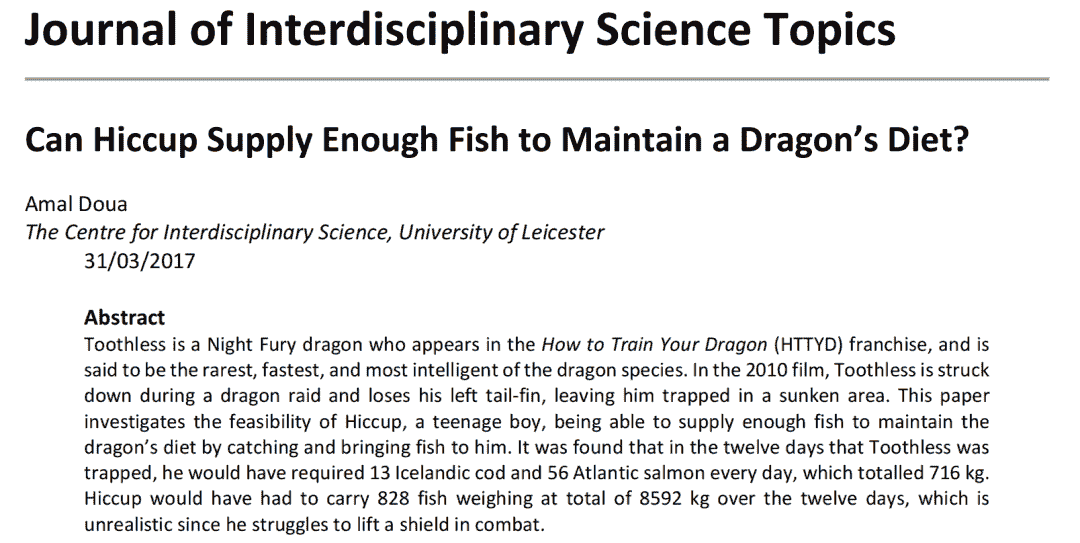 Journal of Interdisciplinary Science Topics
Can Hiccup Supply Enough Fish to Maintain a Dragon’s Diet?
Amal Doua
The Centre for Interdisciplinary Science, University of Leicester
31/03/2017
Abstract
Toothless is a Night Fury dragon who appears in the How to Train Your Dragon (HTTYD) franchise, and is
said to be the rarest, fastest, and most intelligent of the dragon species. In the 2010 film, Toothless is struck
down during a dragon raid and loses his left tail-fin, leaving him trapped in a sunken area. This paper
investigates the feasibility of Hiccup, a teenage boy, being able to supply enough fish to maintain the
dragon’s diet by catching and bringing fish to him. It was found that in the twelve days that Toothless was
trapped, he would have required 13 Icelandic cod and 56 Atlantic salmon every day, which totalled 716 kg.
Hiccup would have had to carry 828 fish weighing at total of 8592 kg over the twelve days, which is
unrealistic since he struggles to lift a shield in combat.